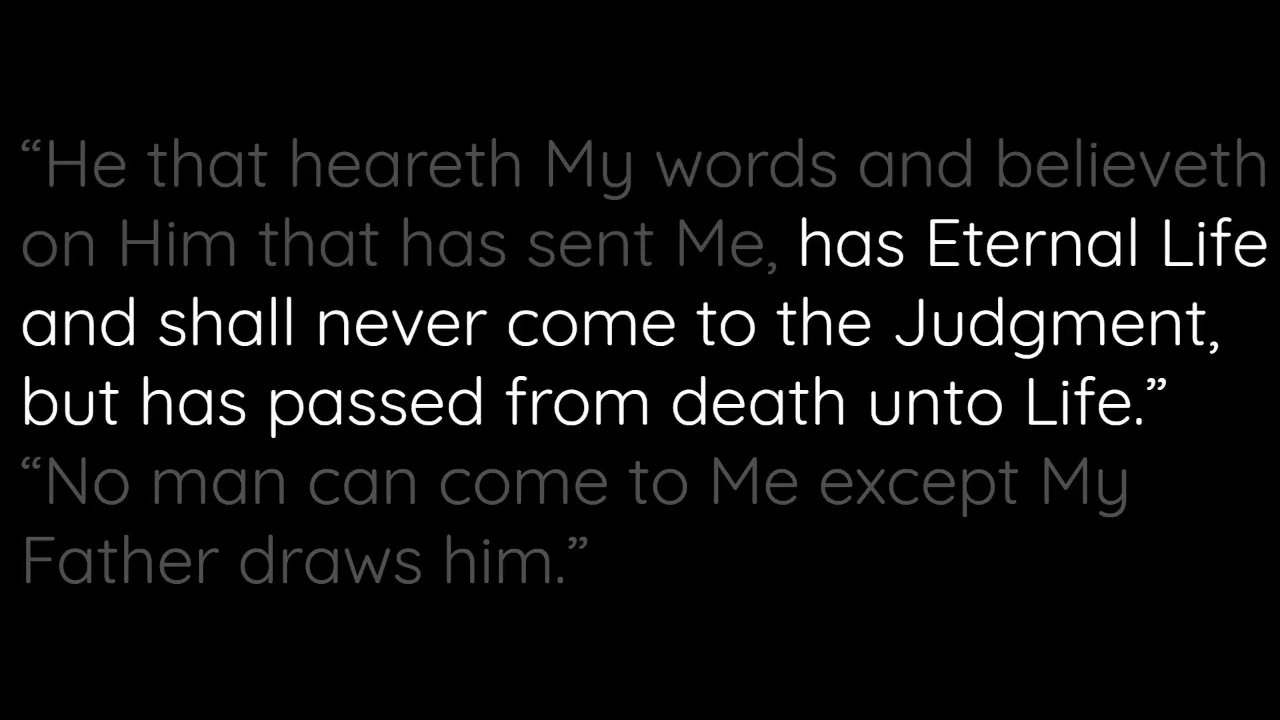 “He that heareth My words and believeth
on Him that has sent Me, has Eternal Life
and shall never come to the Judgment,
but has passed from death unto Life.”
“No man can come to Me except My
Father draws him.”